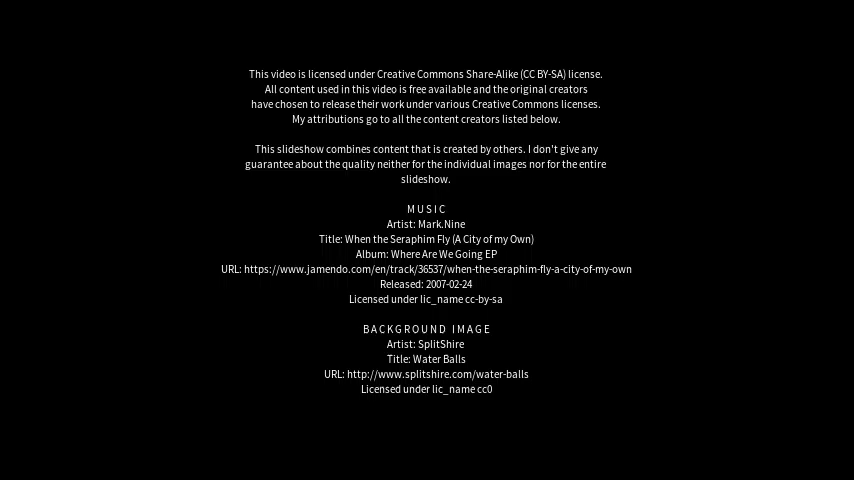 This video is licensed under Creative Commons Share-Alike (CC BY-SA) license.
All content used in this video is free available and the original creators
have chosen to release their work under various Creative Commons licenses.
My attributions go to all the content creators listed below.
This slideshow combines content that is created by others. I don't give any
guarantee about the quality neither for the individual images nor for the entire
slideshow.
MUSIC
Artist: Mark.Nine
Title: When the Seraphim Fly (A City of my Own)
Album: Where Are We Going EP
URL: https://www.jamendo.com/en/track/36537/when-the-seraphim-fly-a-city-of-my-own
Released: 2007-02-24
Licensed under lic_name cc-by-sa
BACKGROUND IMAGE
Artist: SplitShire
Title: Water Balls
URL: http://www.splitshire.com/water-balls
Licensed under lic_name cc0